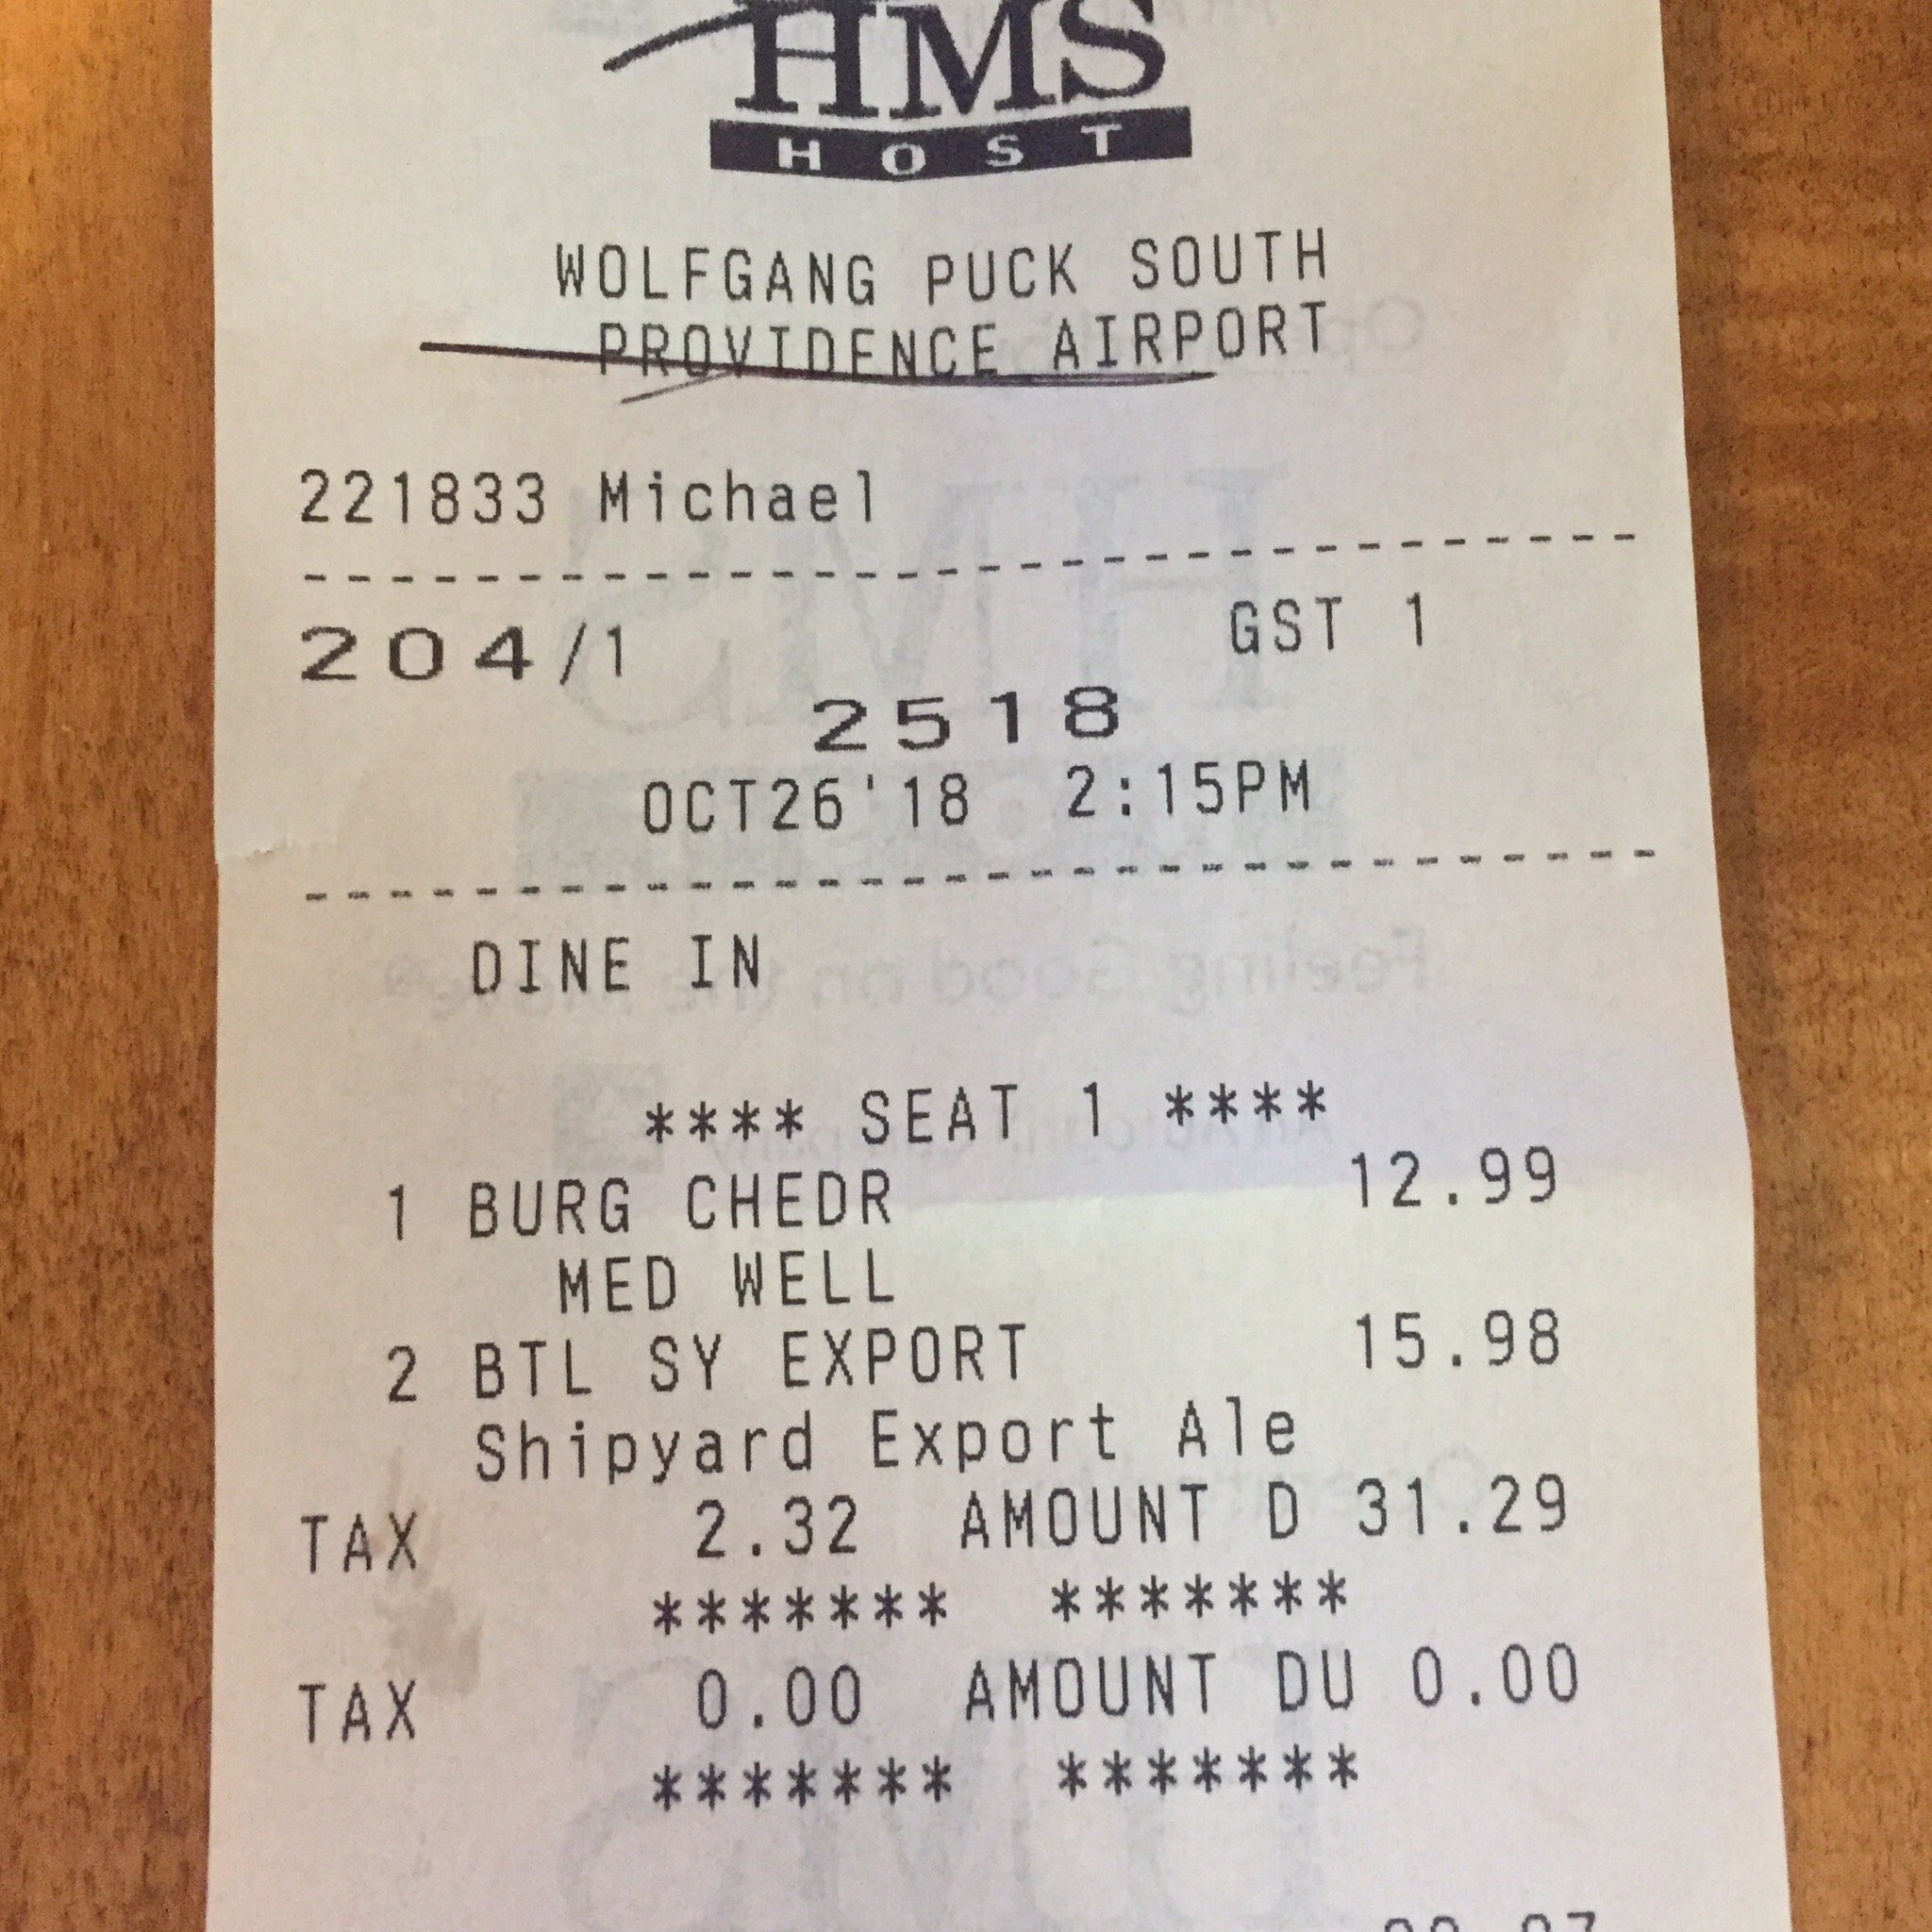 HMS
HOST
WOLFGANG PUCK SOUTH
PROVIDENCE AIRPORT
221833 Michael
--------------------------------
204/1 GST 1
2518
OCT26'18 2:15PM
--------------------------------
DINE IN
**** SEAT 1 ****
1 BURG CHEDR 12.99
MED WELL
2 BTL SY EXPORT 15.98
Shipyard Export Ale
TAX 2.32 AMOUNT D 31.29
******* *******
TAX 0.00 AMOUNT DU 0.00
******* *******